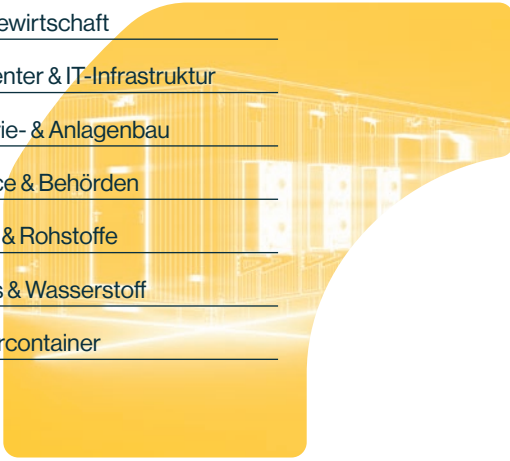 ewirtschaft
enter & IT-Infrastruktur
ie- & Anlagenbau
ce & Behörden
& Rohstoffe
s & Wasserstoff
rcontainer